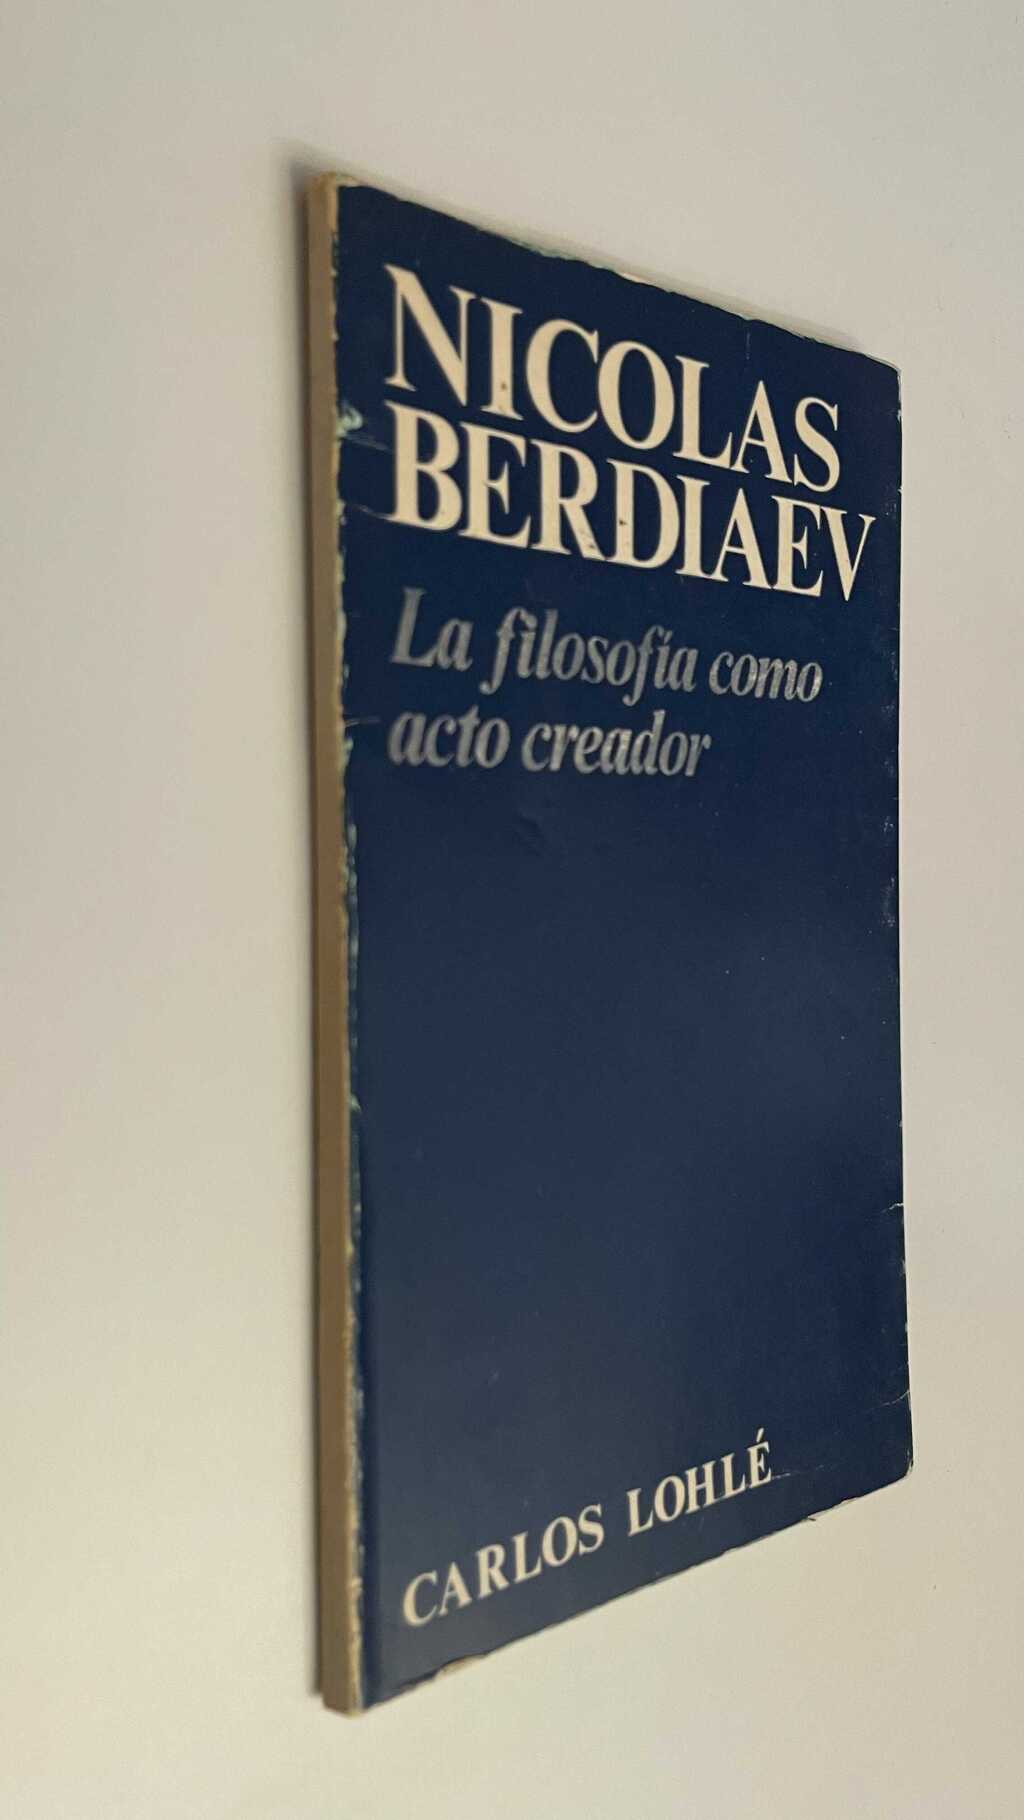 NICOLAS
BERDIAEV
La filosofía como
acto creador
CARLOS LOHLÉ